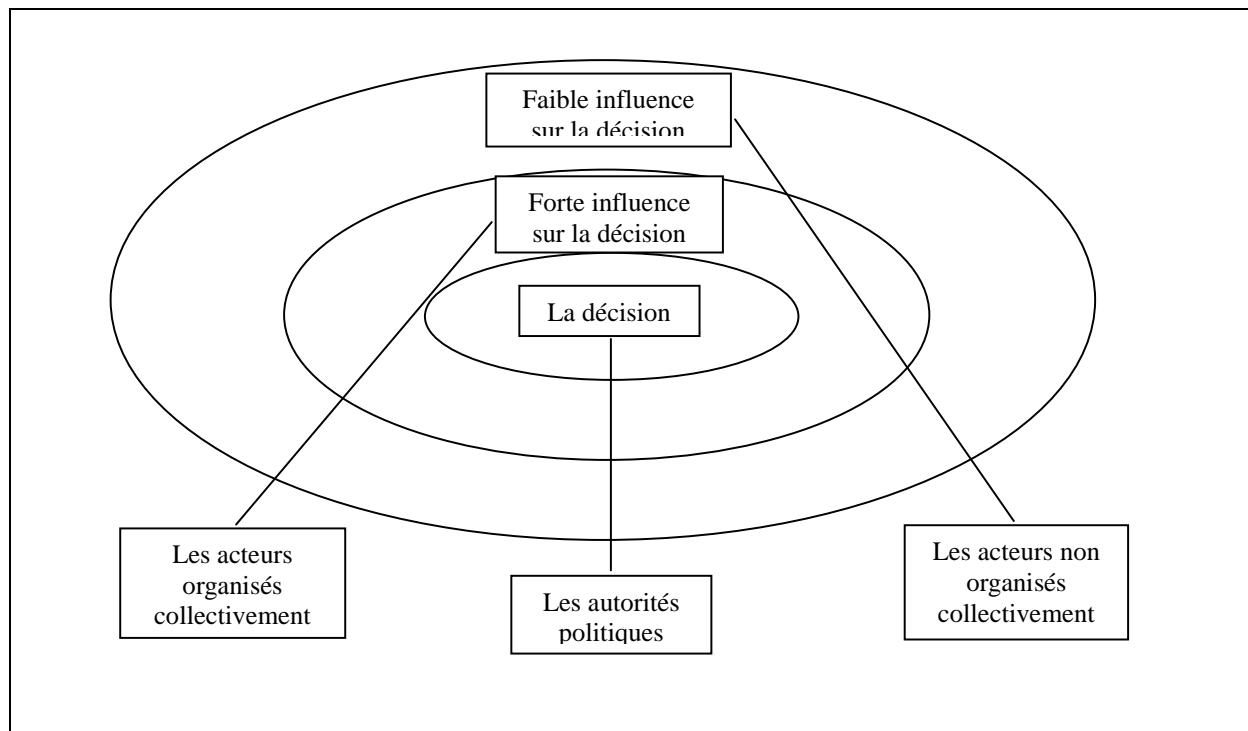 Faible influence
sur la décision
Forte influence
sur la décision
La décision
Les acteurs
organisés
collectivement
Les autorités
politiques
Les acteurs non
organisés
collectivement